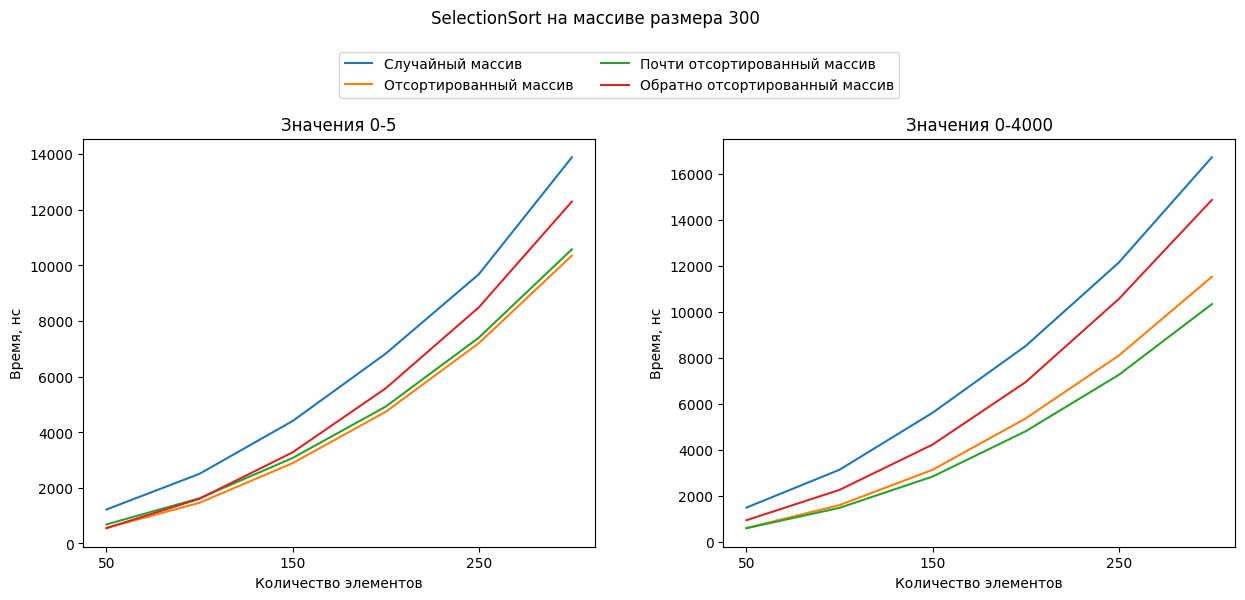 SelectionSort на массиве размера 300
Случайный массив
Отсортированный массив
Почти отсортированный массив
Обратно отсортированный массив
Значения 0-5
14000
12000
10000
8000
6000
4000
2000
0
Время, нс
50 150 250
Количество элементов
Значения 0-4000
16000
14000
12000
10000
8000
6000
4000
2000
0
Время, нс
50 150 250
Количество элементов